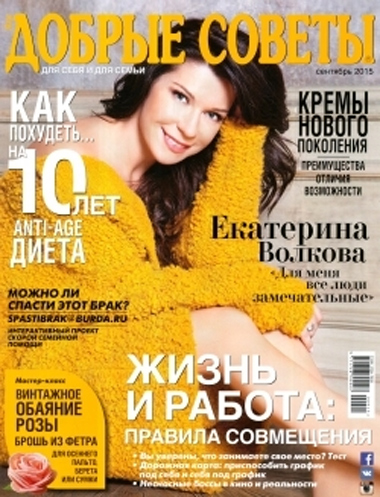 ДОБРЫЕ СОВЕТЫ
ДЛЯ СЕБЯ И ДЛЯ СЕМЬИ
сентябрь 2015
КАК
ПОХУДЕТЬ...
НА
10 ЛЕТ
ANTI-AGE
ДИЕТА
КРЕМЫ
НОВОГО
ПОКОЛЕНИЯ
ПРЕИМУЩЕСТВА
ОТЛИЧИЯ
ВОЗМОЖНОСТИ
Екатерина
Волкова
«Для меня
все люди
замечательные»
МОЖНО ЛИ
СПАСТИ ЭТОТ БРАК?
SPASTIBRAK@BURDA.RU
ИНТЕРАКТИВНЫЙ ПРОЕКТ
СКОРОЙ СЕМЕЙНОЙ
ПОМОЩИ
Мастер-класс
ВИНТАЖНОЕ
ОБАЯНИЕ
РОЗЫ
БРОШЬ ИЗ ФЕТРА
ДЛЯ ОСЕННЕГО
ПАЛЬТО,
БЕРЕТА
ИЛИ СУМКИ
ЖИЗНЬ
И РАБОТА:
ПРАВИЛА СОВМЕЩЕНИЯ
• Вы уверены, что занимаете свое место? Тест
• Дорожная карта: приспособить график
под себя и себя под график
• Неопасные боссы в кино и реальности